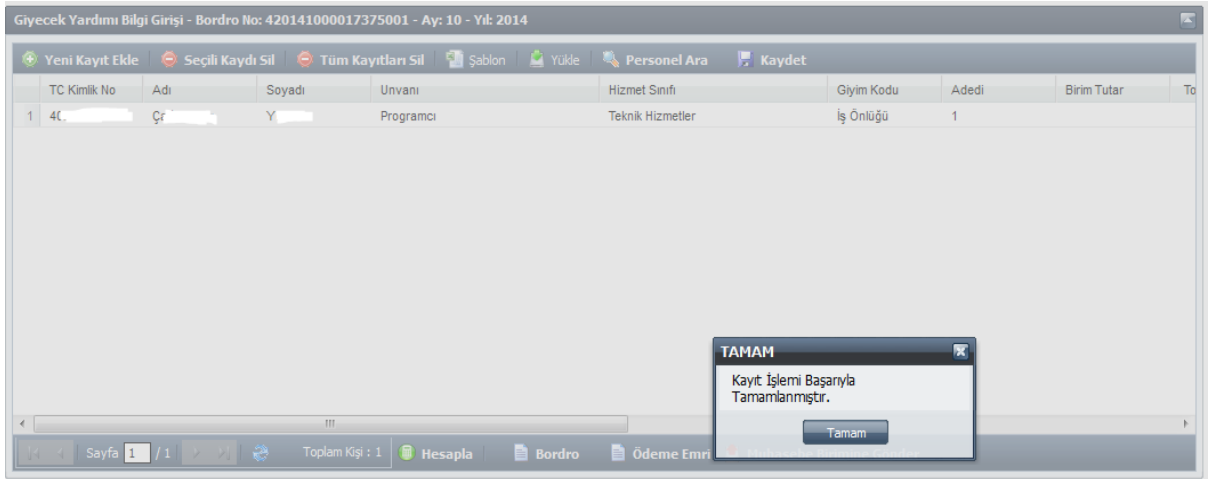 Giyecek Yardımı Bilgi Girişi - Bordro No: 420141000017375001 - Ay: 10 - Yıl: 2014
Yeni Kayıt Ekle Seçili Kaydı Sil Tüm Kayıtları Sil Şablon Yükle Personel Ara Kaydet
TC Kimlik No Adı Soyadı Unvanı Hizmet Sınıfı Giyim Kodu Adedi Birim Tutar To
1 Programcı Teknik Hizmetler İş Önlüğü 1
TAMAM
Kayıt İşlemi Başarıyla
Tamamlanmıştır.
Tamam
Sayfa 1 / 1 Toplam Kişi : 1 Hesapla Bordro Ödeme Emri Muhasebe Birimine Gönder